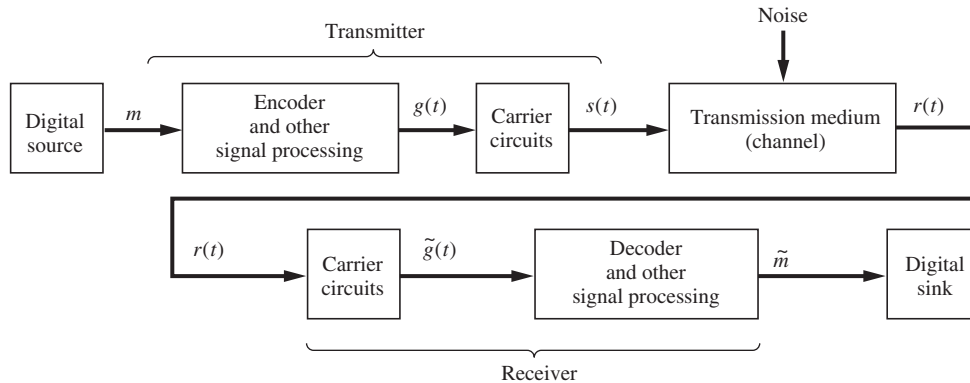 Transmitter
Noise
Digital
source
m
Encoder
and other
signal processing
g(t)
Carrier
circuits
s(t)
Transmission medium
(channel)
r(t)
r(t)
Carrier
circuits
g̃(t)
Decoder
and other
signal processing
m̃
Digital
sink
Receiver